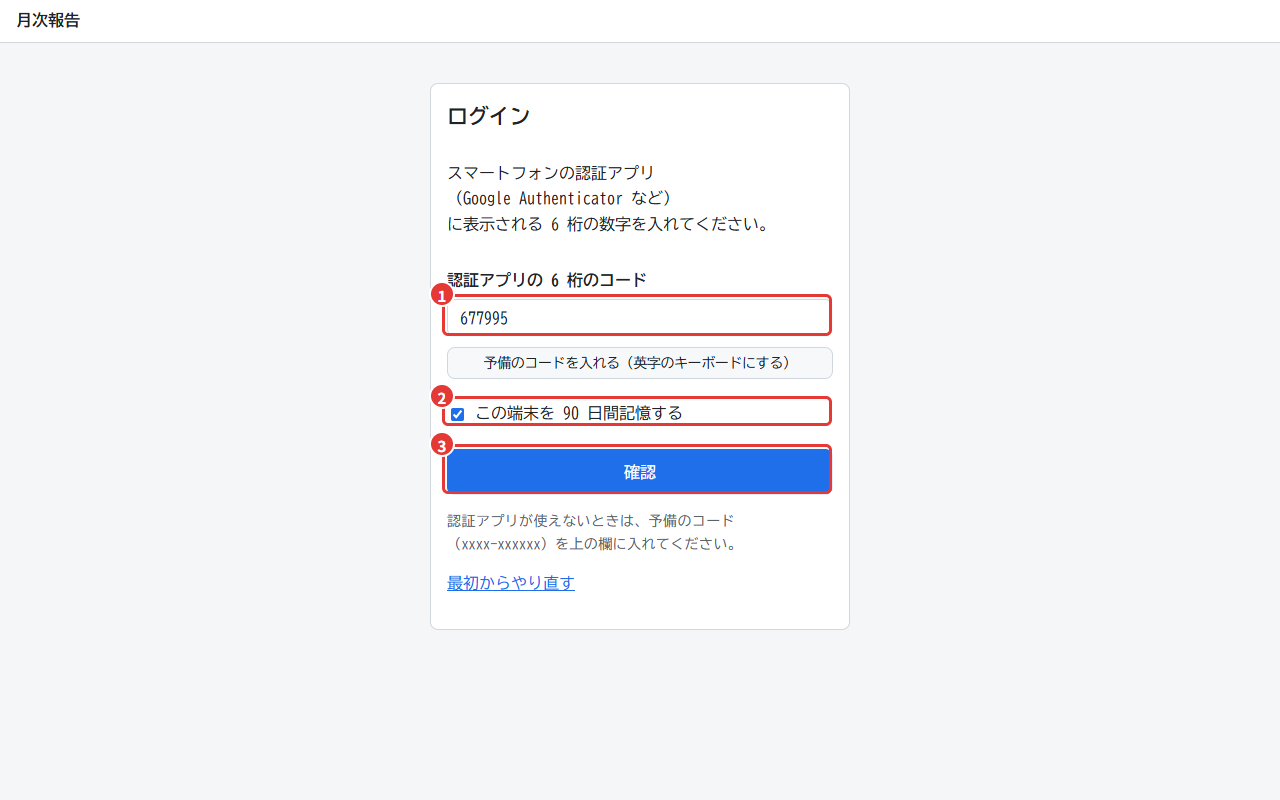 月次報告
ログイン
スマートフォンの認証アプリ
（Google Authenticator など）
に表示される 6 桁の数字を入れてください。
認証アプリの 6 桁のコード
1
677995
予備のコードを入れる（英字のキーボードにする）
2
この端末を 90 日間記憶する
3
確認
認証アプリが使えないときは、予備のコード
（xxxx-xxxxxx）を上の欄に入れてください。
最初からやり直す